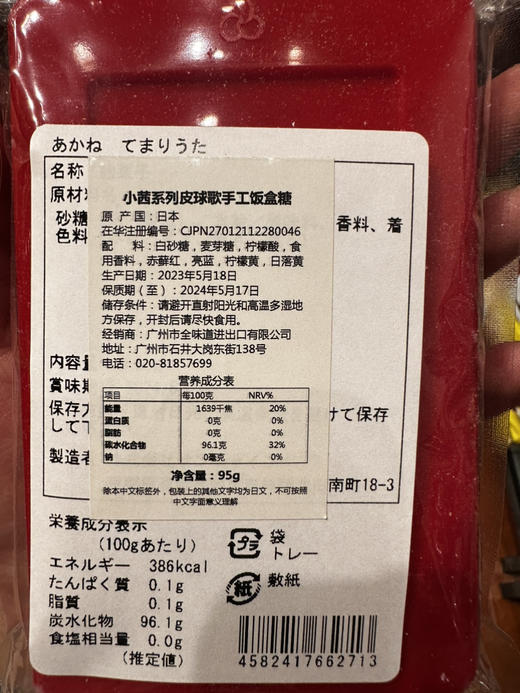 あかね　てまりうた
名称
原材
砂糖
色料
香料、着
小茜系列皮球歌手工饭盒糖
原 产 国：日本
在华注册编号：CJPN27012112280046
配　　料：白砂糖，麦芽糖，柠檬酸，食
用香料，赤藓红，亮蓝，柠檬黄，日落黄
生产日期：2023年5月18日
保质期（至）：2024年5月17日
储存条件：请避开直射阳光和高温多湿地
方保存，开封后请尽快食用。
经销商：广州市全味道进出口有限公司
地址：广州市石井大岗东街138号
电话：020-81857699
营养成分表
项目 每100克 NRV%
能量 1639千焦 20%
蛋白质 0克 0%
脂肪 0克 0%
碳水化合物 96.1克 32%
钠 0毫克 0%
净含量：95g
除本中文标签外，包装上的其他文字均为日文，不可按照
中文字面意义理解
内容量
賞味期
保存方
けて保存
して下
製造者
南町18-3
栄養成分表示
(100gあたり)
エネルギー 386kcal
たんぱく質 0.1g
脂質 0.1g
炭水化物 96.1g
食塩相当量 0.0g
(推定値)
プラ
袋
トレー
紙
敷紙
4582417662713